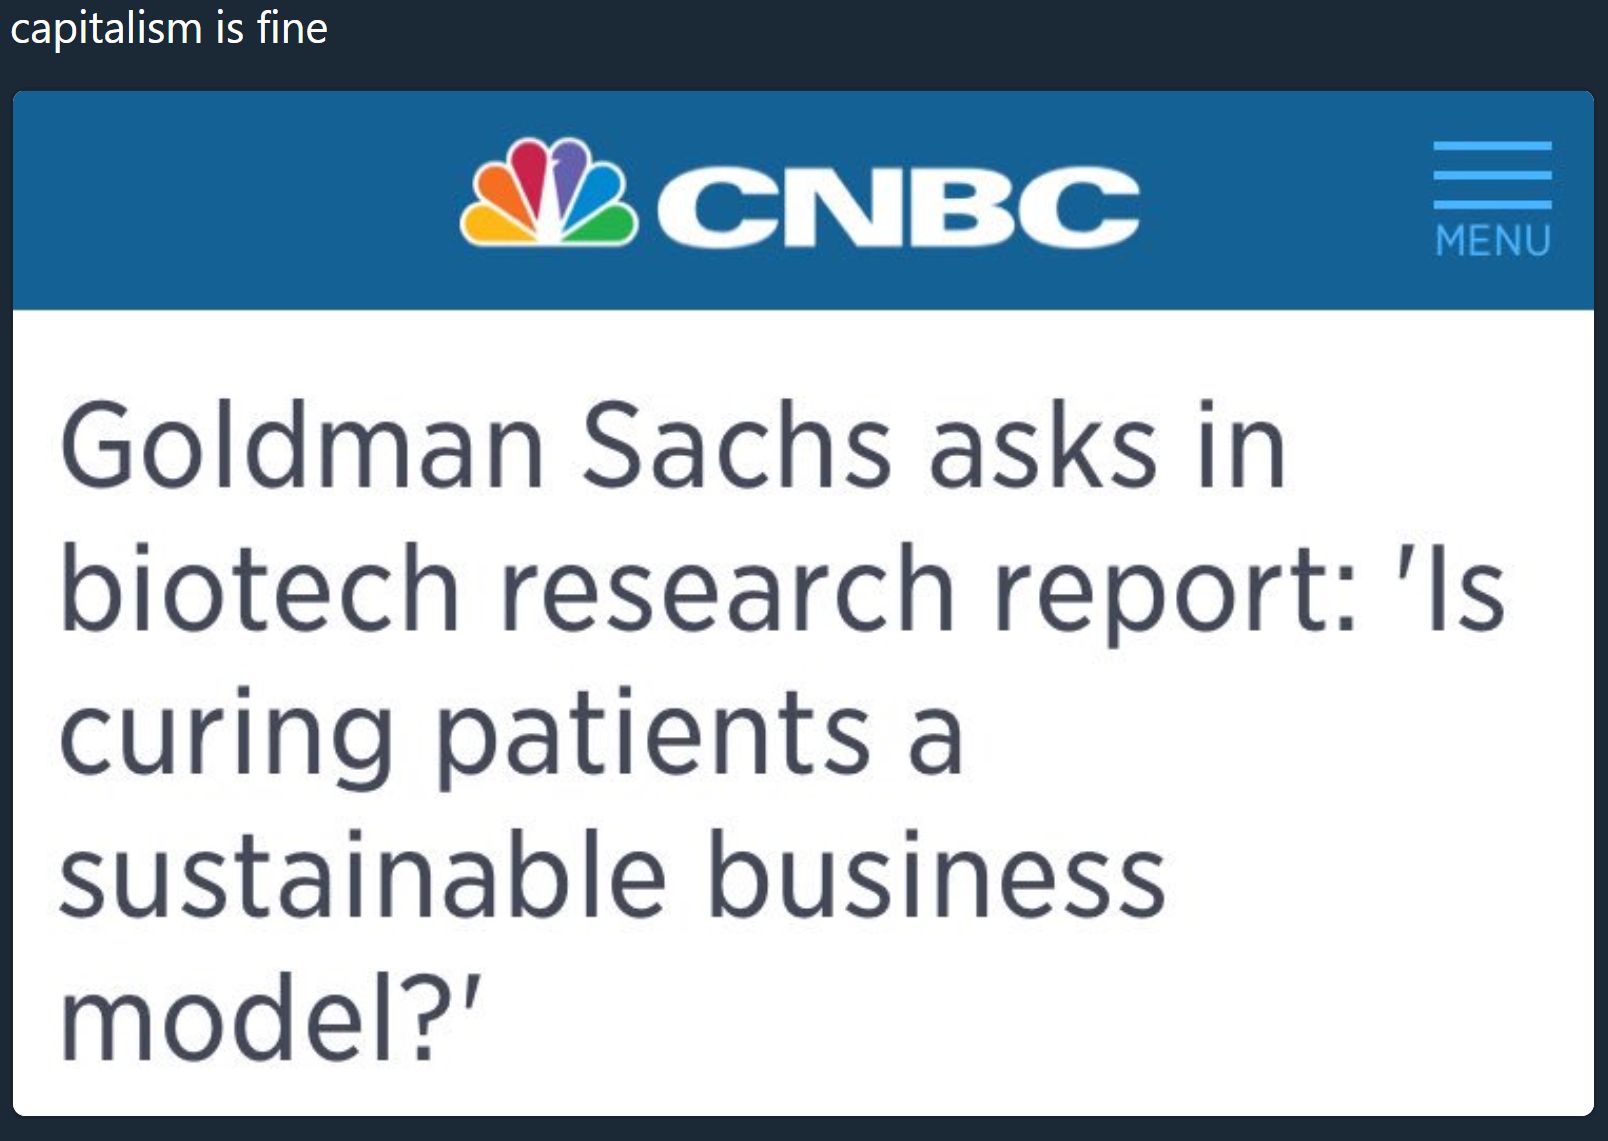 capitalism is fine
CNBC
MENU
Goldman Sachs asks in
biotech research report: 'Is
curing patients a
sustainable business
model?'